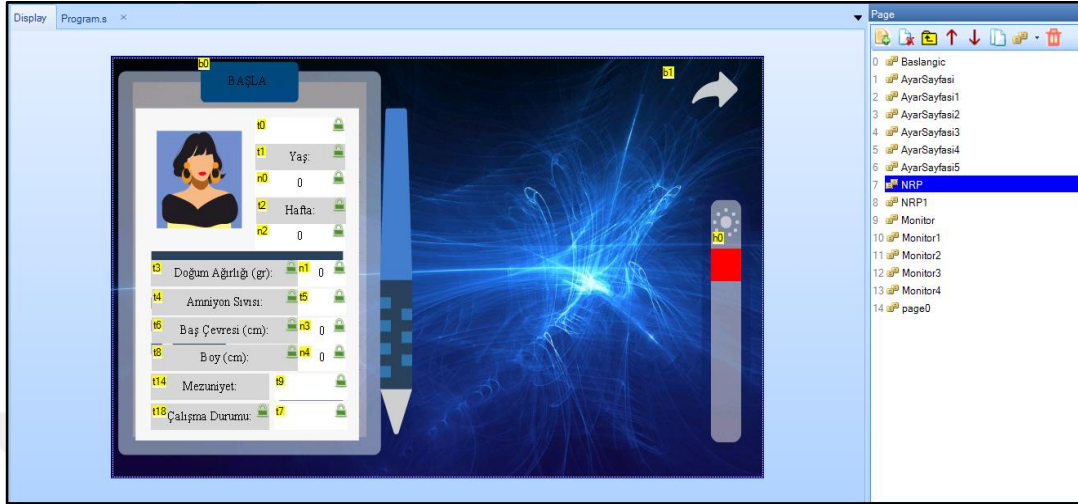 Display Program.s ×
Page
b0
BAŞLA
b1
t0
t1 Yaş:
n0 0
t2 Hafta:
n2 0
h0
t3 Doğum Ağırlığı (gr): n1 0
t4 Amniyon Sıvısı: t5
t6 Baş Çevresi (cm): n3 0
t8 Boy (cm): n4 0
t14 Mezuniyet: t9
t18 Çalışma Durumu: t7
0 Baslangic
1 AyarSayfasi
2 AyarSayfasi1
3 AyarSayfasi2
4 AyarSayfasi3
5 AyarSayfasi4
6 AyarSayfasi5
7 NRP
8 NRP1
9 Monitor
10 Monitor1
11 Monitor2
12 Monitor3
13 Monitor4
14 page0